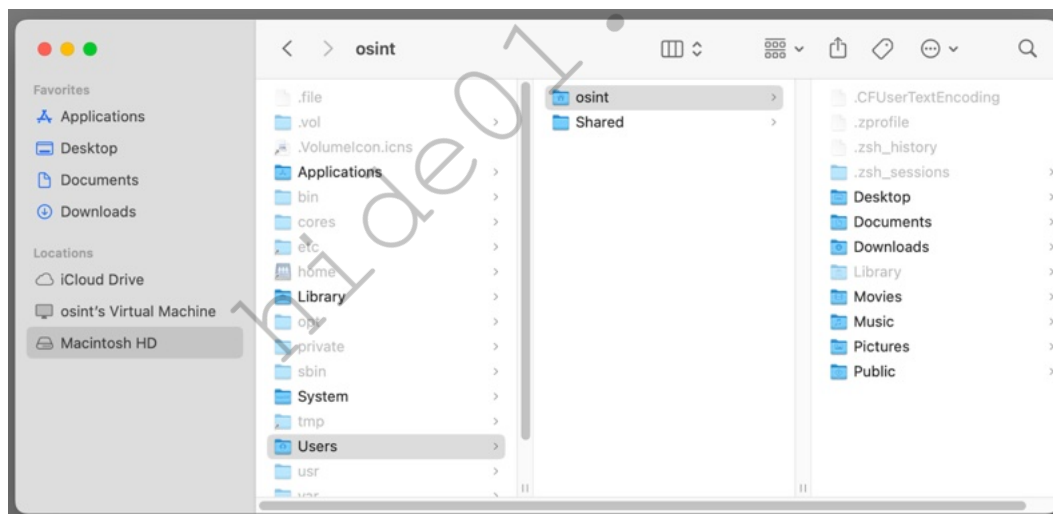 osint
Favorites
Applications
Desktop
Documents
Downloads
Locations
iCloud Drive
osint's Virtual Machine
Macintosh HD
.file
.vol
.VolumeIcon.icns
Applications
bin
cores
etc
home
Library
opt
private
sbin
System
tmp
Users
usr
var
osint
Shared
.CFUserTextEncoding
.zprofile
.zsh_history
.zsh_sessions
Desktop
Documents
Downloads
Library
Movies
Music
Pictures
Public
hide01.